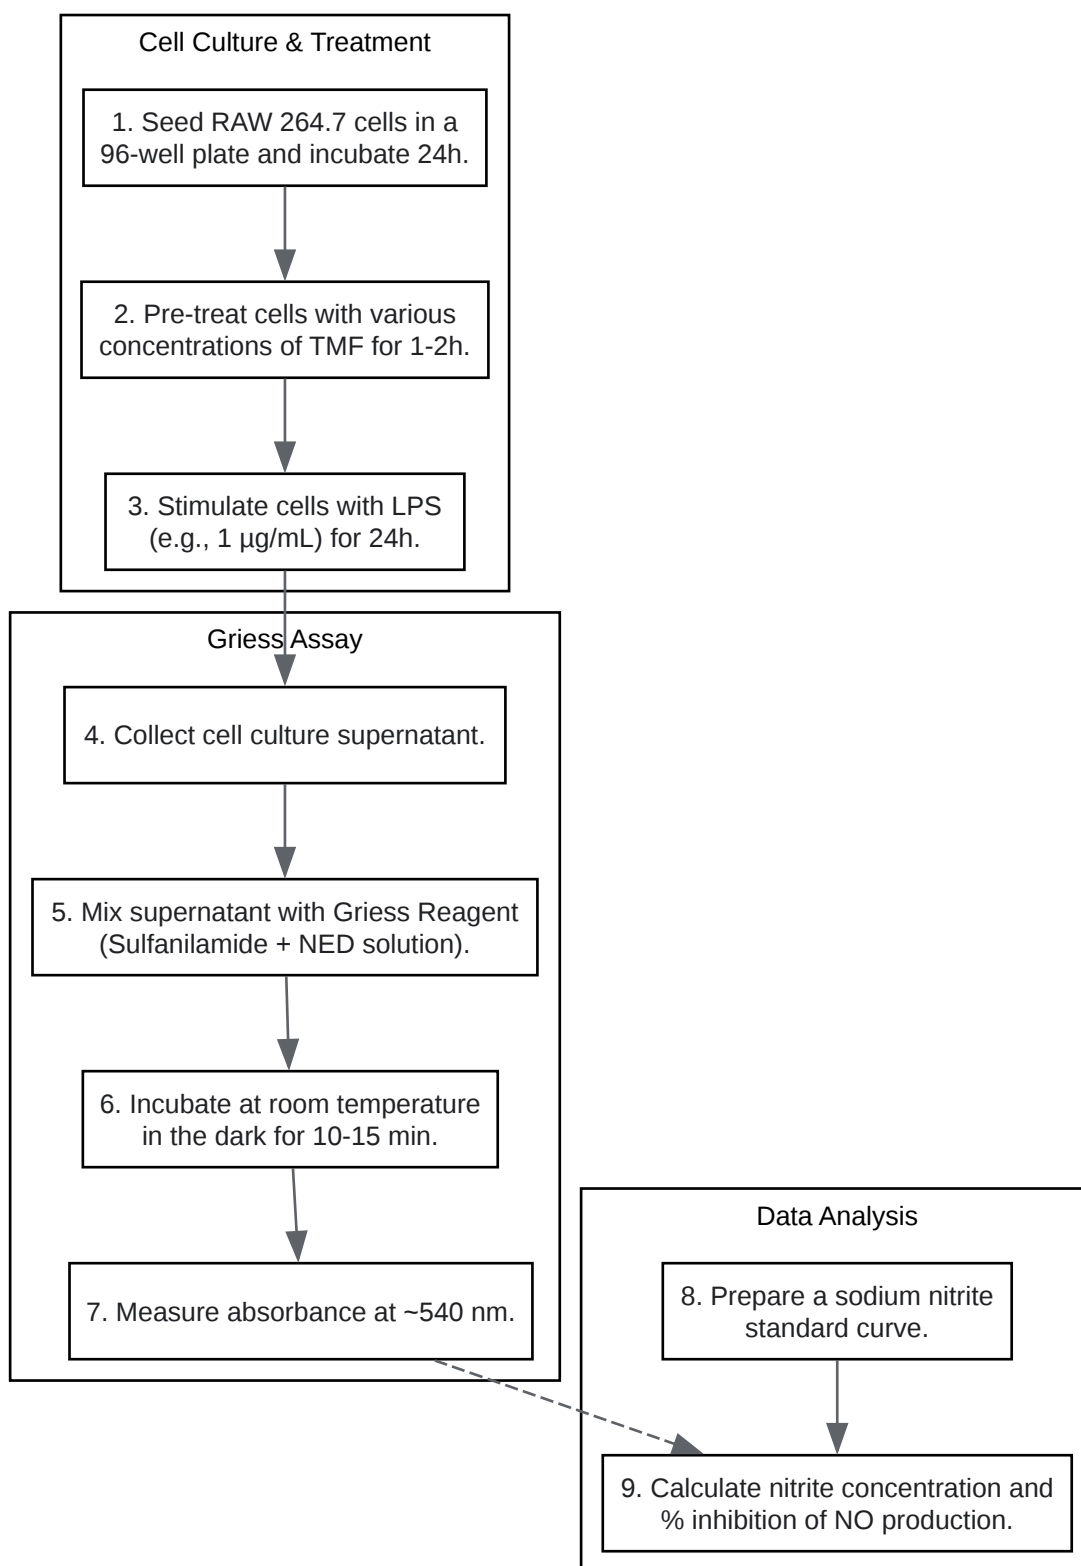 Cell Culture & Treatment
1. Seed RAW 264.7 cells in a
96-well plate and incubate 24h.
2. Pre-treat cells with various
concentrations of TMF for 1-2h.
3. Stimulate cells with LPS
(e.g., 1 µg/mL) for 24h.
Griess Assay
4. Collect cell culture supernatant.
5. Mix supernatant with Griess Reagent
(Sulfanilamide + NED solution).
6. Incubate at room temperature
in the dark for 10-15 min.
7. Measure absorbance at ~540 nm.
Data Analysis
8. Prepare a sodium nitrite
standard curve.
9. Calculate nitrite concentration and
% inhibition of NO production.